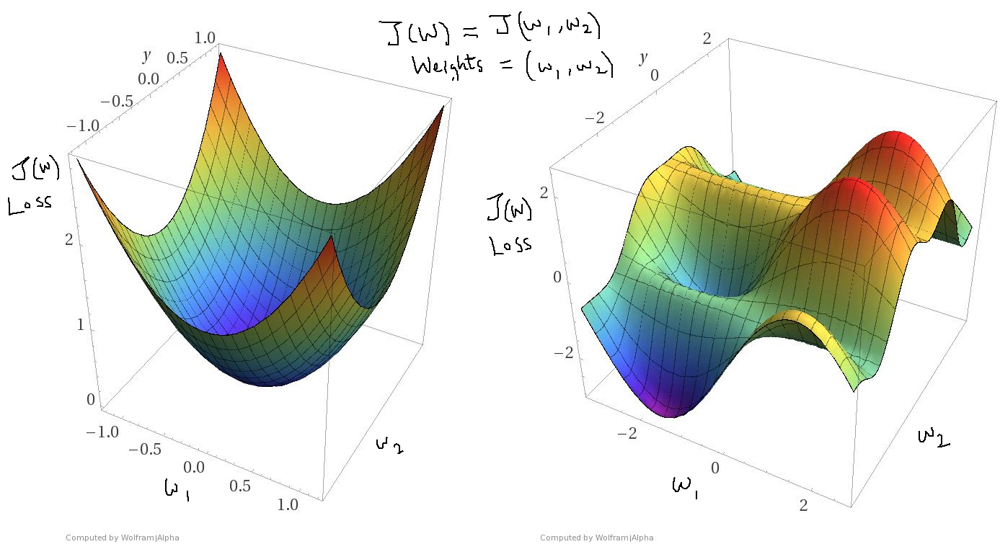 J(W) = J(w1,w2)
Weights = (w1,w2)
1.0
y
0.5
0.0
−0.5
−1.0
J(W)
Loss
2
1
0
−1.0
−0.5
0.0
0.5
1.0
w1
w2
Computed by Wolfram|Alpha
2
y
0
−2
J(W)
Loss
2
0
−2
−2
0
2
w1
w2
Computed by Wolfram|Alpha